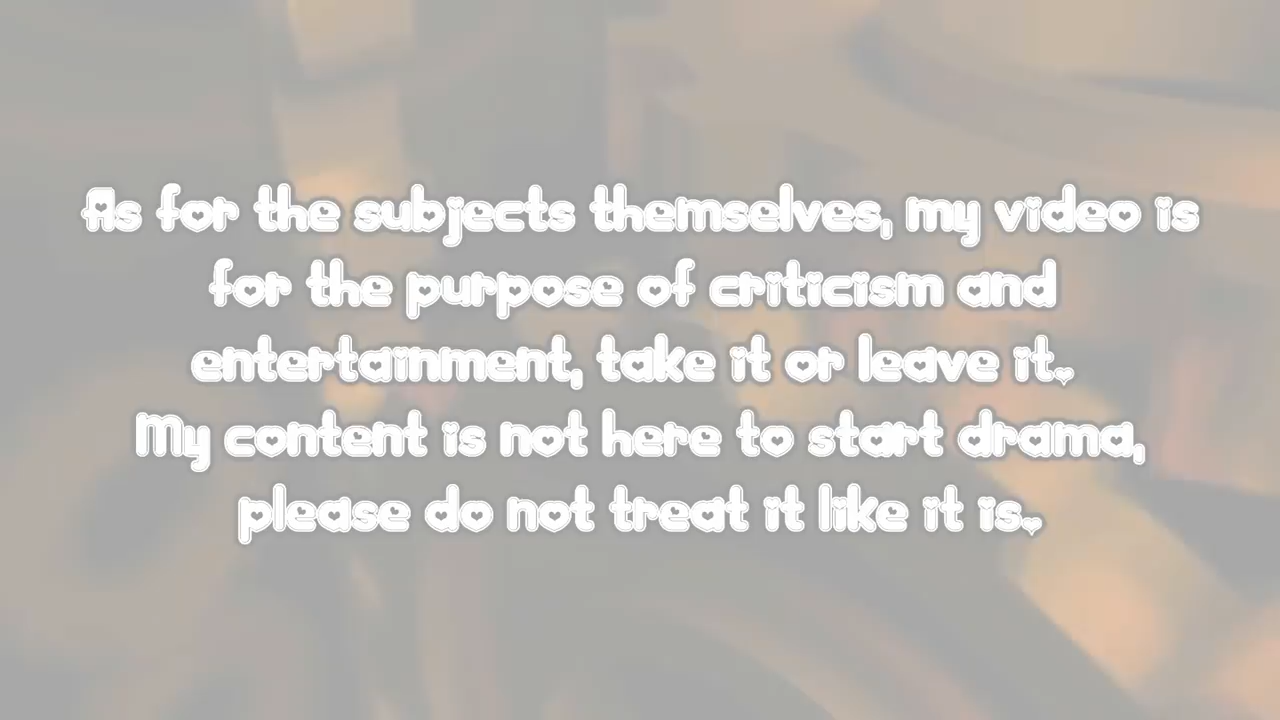 As for the subjects themselves, my video is
for the purpose of criticism and
entertainment, take it or leave it.
My content is not here to start drama,
please do not treat it like it is.